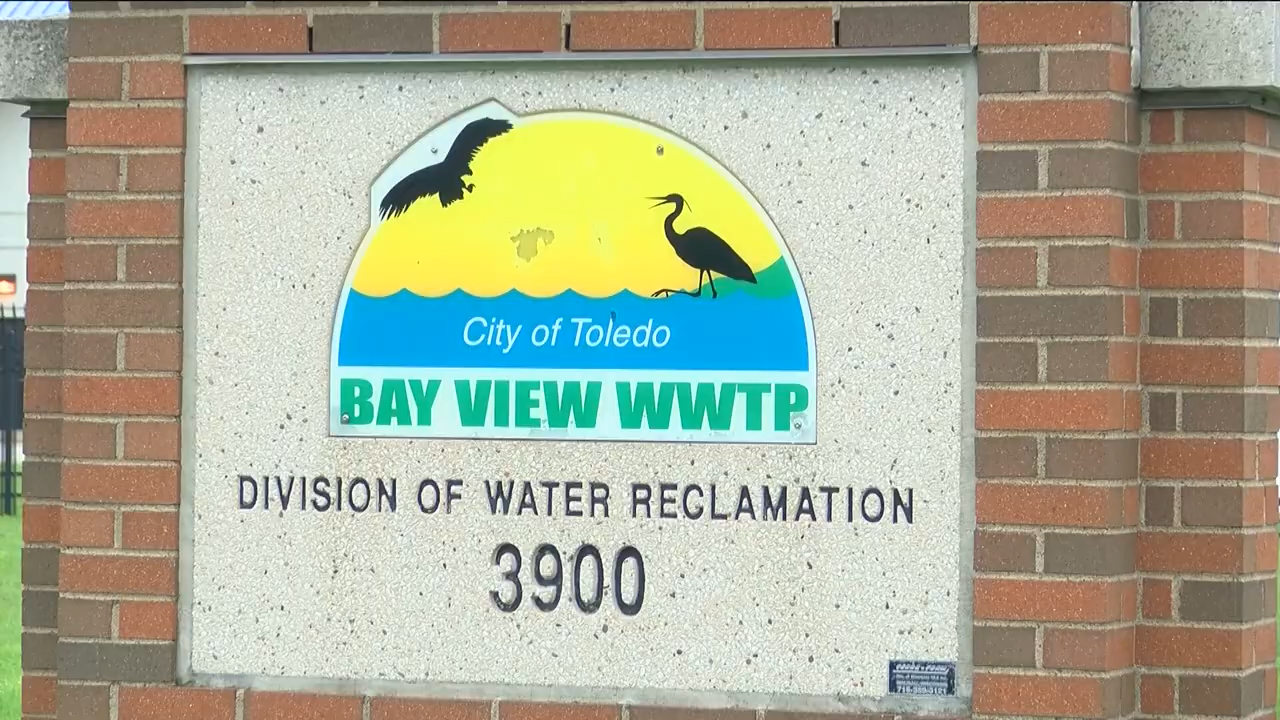 City of Toledo
BAY VIEW WWTP
DIVISION OF WATER RECLAMATION
3900